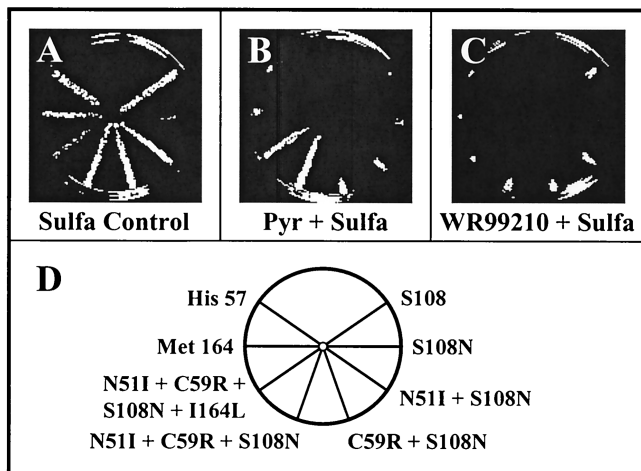 A
B
C
Sulfa Control
Pyr + Sulfa
WR99210 + Sulfa
D
His 57
S108
Met 164
S108N
N51I + C59R +
S108N + I164L
N51I + S108N
N51I + C59R + S108N
C59R + S108N